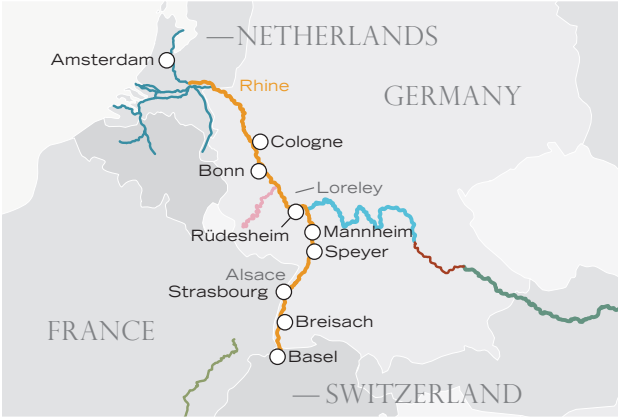 NETHERLANDS
Amsterdam
Rhine
GERMANY
Cologne
Bonn
Loreley
Rüdesheim
Mannheim
Speyer
Alsace
Strasbourg
FRANCE
Breisach
Basel
SWITZERLAND